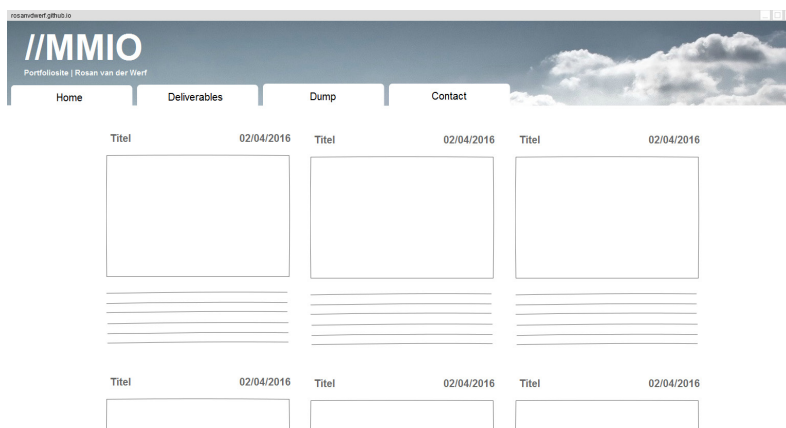 rosanvdwerf.github.io
//MMIO
Portfoliosite | Rosan van der Werf
Home Deliverables Dump Contact
Titel 02/04/2016 Titel 02/04/2016 Titel 02/04/2016
Titel 02/04/2016 Titel 02/04/2016 Titel 02/04/2016